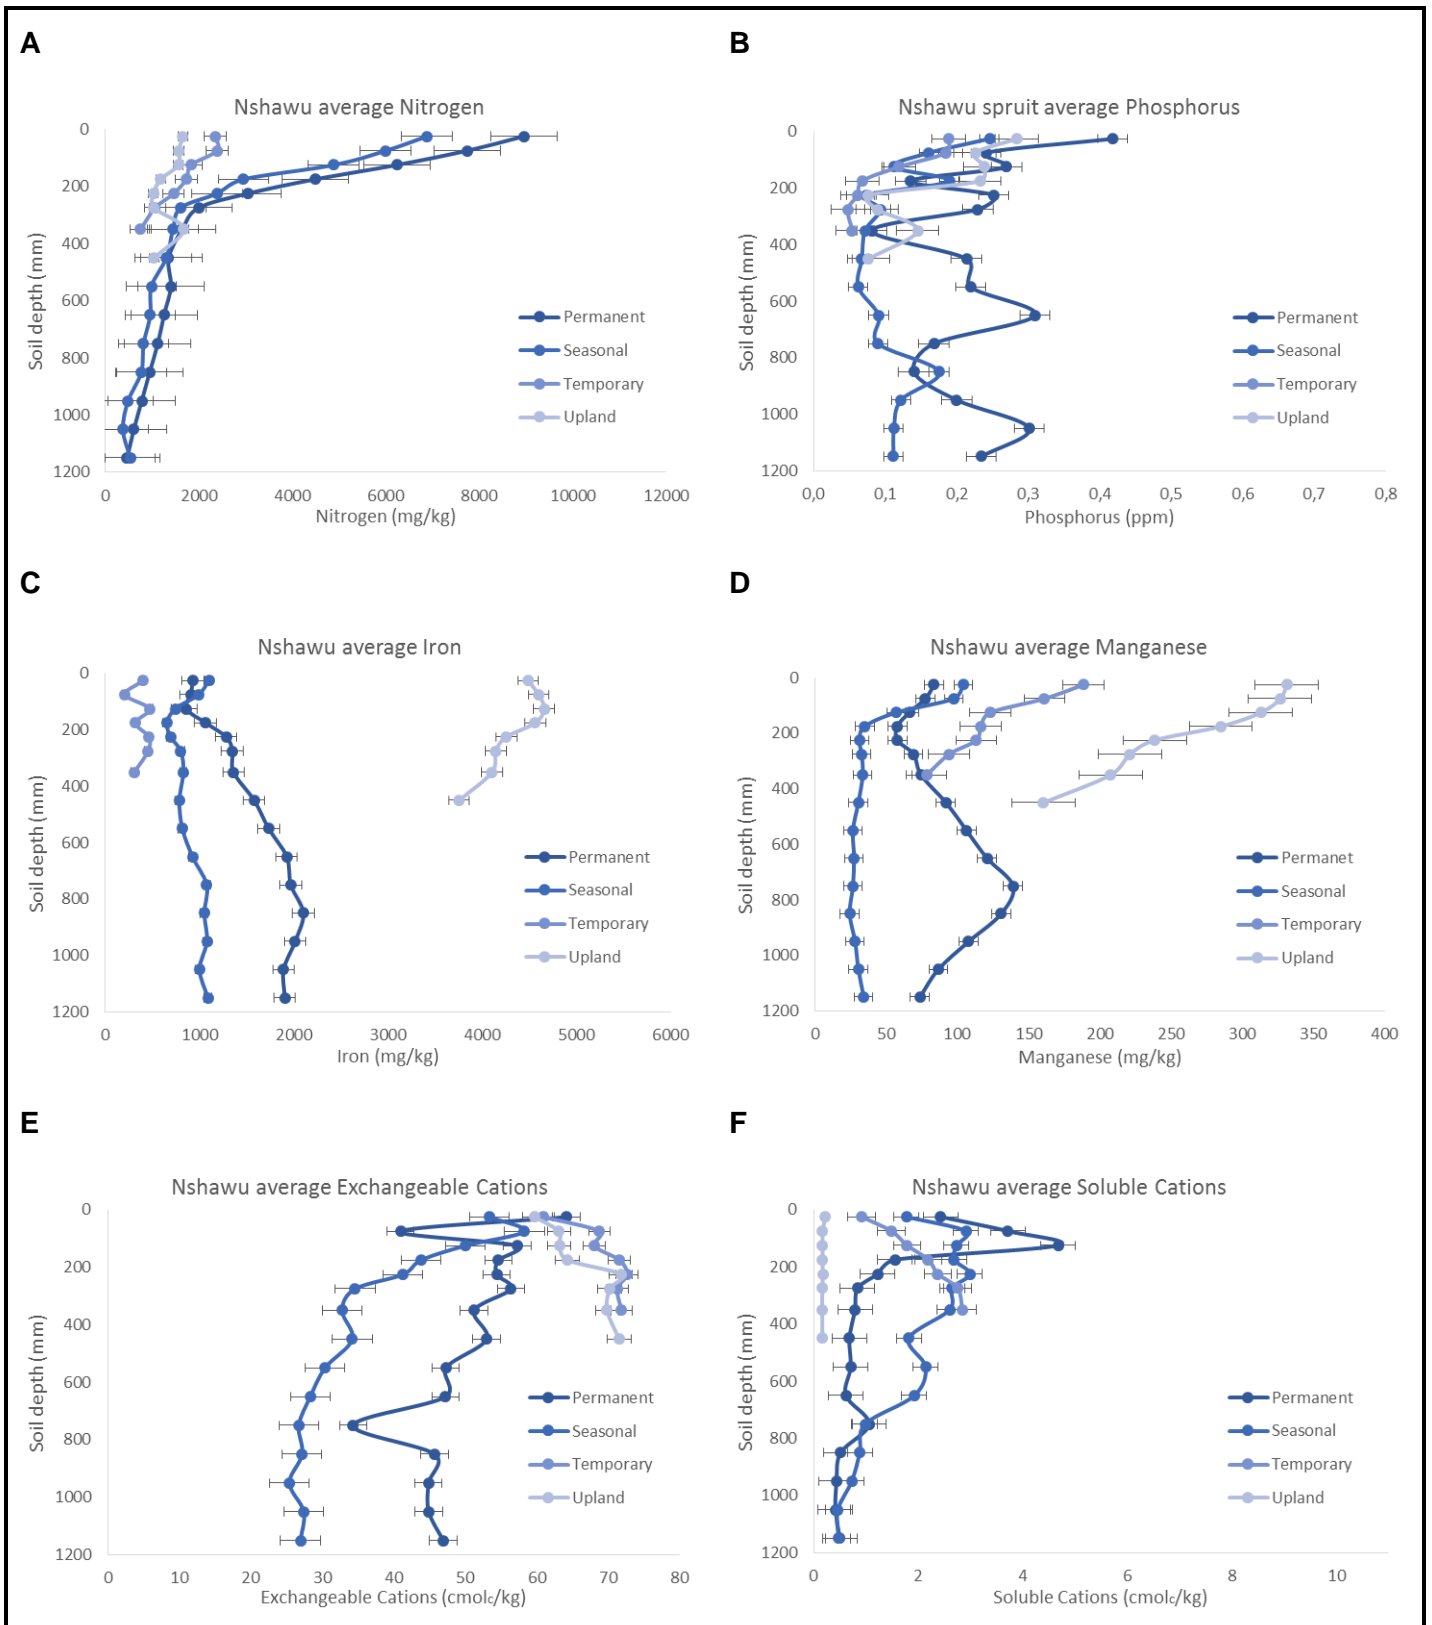 A
Nshawu average Nitrogen
0
200
400
600
800
1000
1200
Soil depth (mm)
0 2000 4000 6000 8000 10000 12000
Nitrogen (mg/kg)
Permanent
Seasonal
Temporary
Upland
B
Nshawu spruit average Phosphorus
0
200
400
600
800
1000
1200
Soil depth (mm)
0,0 0,1 0,2 0,3 0,4 0,5 0,6 0,7 0,8
Phosphorus (ppm)
Permanent
Seasonal
Temporary
Upland
C
Nshawu average Iron
0
200
400
600
800
1000
1200
Soil depth (mm)
0 1000 2000 3000 4000 5000 6000
Iron (mg/kg)
Permanent
Seasonal
Temporary
Upland
D
Nshawu average Manganese
0
200
400
600
800
1000
1200
Soil depth (mm)
0 50 100 150 200 250 300 350 400
Manganese (mg/kg)
Permanet
Seasonal
Temporary
Upland
E
Nshawu average Exchangeable Cations
0
200
400
600
800
1000
1200
Soil depth (mm)
0 10 20 30 40 50 60 70 80
Exchangeable Cations (cmolc/kg)
Permanent
Seasonal
Temporary
Upland
F
Nshawu average Soluble Cations
0
200
400
600
800
1000
1200
Soil depth (mm)
0 2 4 6 8 10
Soluble Cations (cmolc/kg)
Permanent
Seasonal
Temporary
Upland